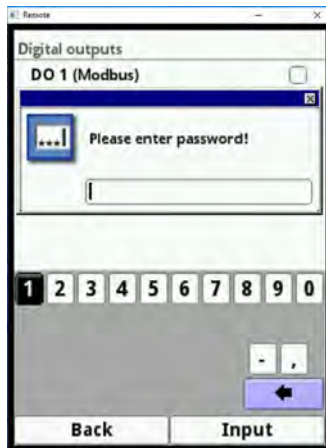 Remote
Digital outputs
DO 1 (Modbus)
...
Please enter password!
1 2 3 4 5 6 7 8 9 0
- ,
Back Input